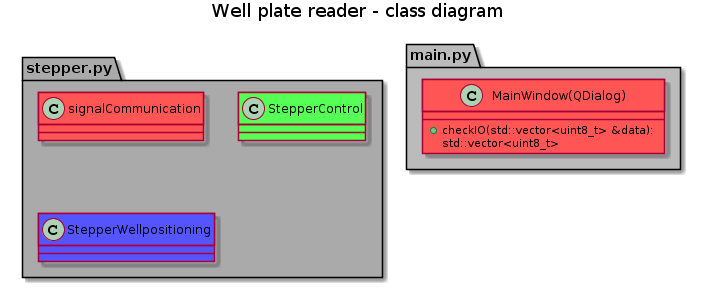 Well plate reader - class diagram
stepper.py
C signalCommunication
C StepperControl
C StepperWellpositioning
main.py
C MainWindow(QDialog)
checkIO(std::vector<uint8_t> &data):
std::vector<uint8_t>